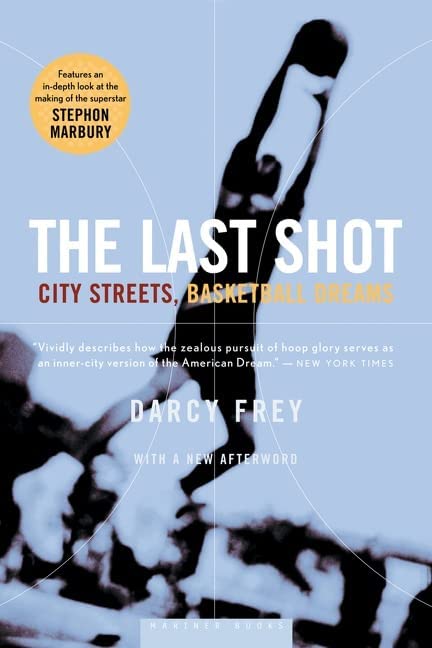 Features an
in-depth look at the
making of the superstar
STEPHON
MARBURY
THE LAST SHOT
CITY STREETS, BASKETBALL DREAMS
"Vividly describes how the zealous pursuit of hoop glory serves as
an inner-city version of the American Dream." — NEW YORK TIMES
DARCY FREY
WITH A NEW AFTERWORD
MARINER BOOKS